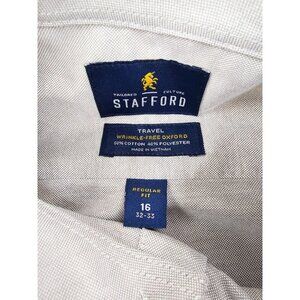 TAILORED CULTURE
STAFFORD
TRAVEL
WRINKLE-FREE OXFORD
60% COTTON 40% POLYESTER
MADE IN VIETNAM
REGULAR
FIT
16
32-33